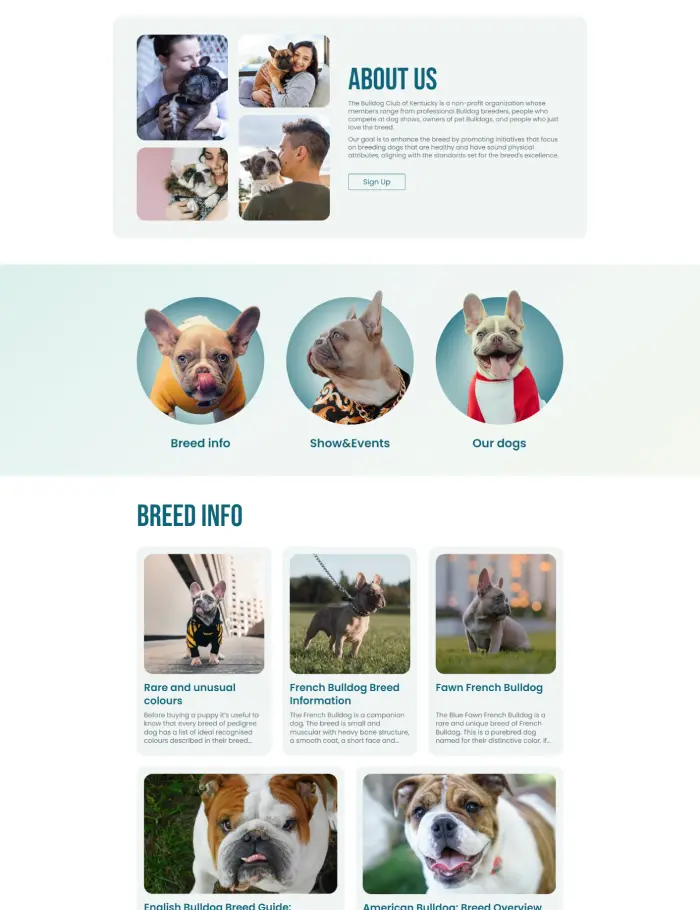 ABOUT US
The Bulldog Club of Kentucky is a non-profit organization whose
members range from professional Bulldog breeders, people who
compete at dog shows, owners of pet Bulldogs, and people who just
love the breed.
Our goal is to enhance the breed by promoting initiatives that focus
on breeding dogs that are healthy and have sound physical
attributes, aligning with the standards set for the breed's excellence.
Sign Up
Breed info
Show&Events
Our dogs
BREED INFO
Rare and unusual
colours
Before buying a puppy it's useful to
know that every breed of pedigree
dog has a list of ideal recognised
colours described in their breed...
French Bulldog Breed
Information
The French Bulldog is a companion
dog. The breed is small and
muscular with heavy bone structure,
a smooth coat, a short face and...
Fawn French Bulldog
The Blue Fawn French Bulldog is a
rare and unique breed of French
Bulldog. This is a purebred dog
named for their distinctive color. If...
English Bulldog Breed Guide:
American Bulldog: Breed Overview